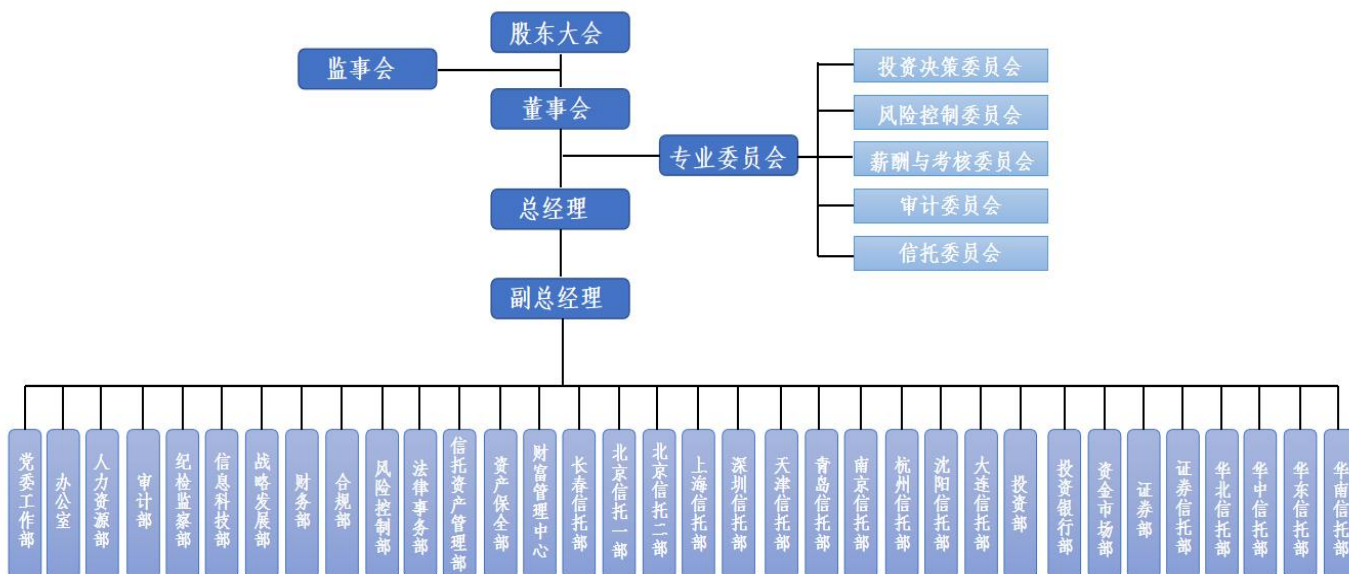 股东大会
监事会
董事会
专业委员会
投资决策委员会
风险控制委员会
薪酬与考核委员会
审计委员会
信托委员会
总经理
副总经理
党委工作部
办公室
人力资源部
审计部
纪检监察部
信息科技部
战略发展部
财务部
合规部
风险控制部
法律事务部
信托资产管理部
资产保全部
财富管理中心
长春信托部
北京信托一部
北京信托二部
上海信托部
深圳信托部
天津信托部
青岛信托部
南京信托部
杭州信托部
沈阳信托部
大连信托部
投资部
投资银行部
资金市场部
证券部
证券信托部
华北信托部
华中信托部
华东信托部
华南信托部